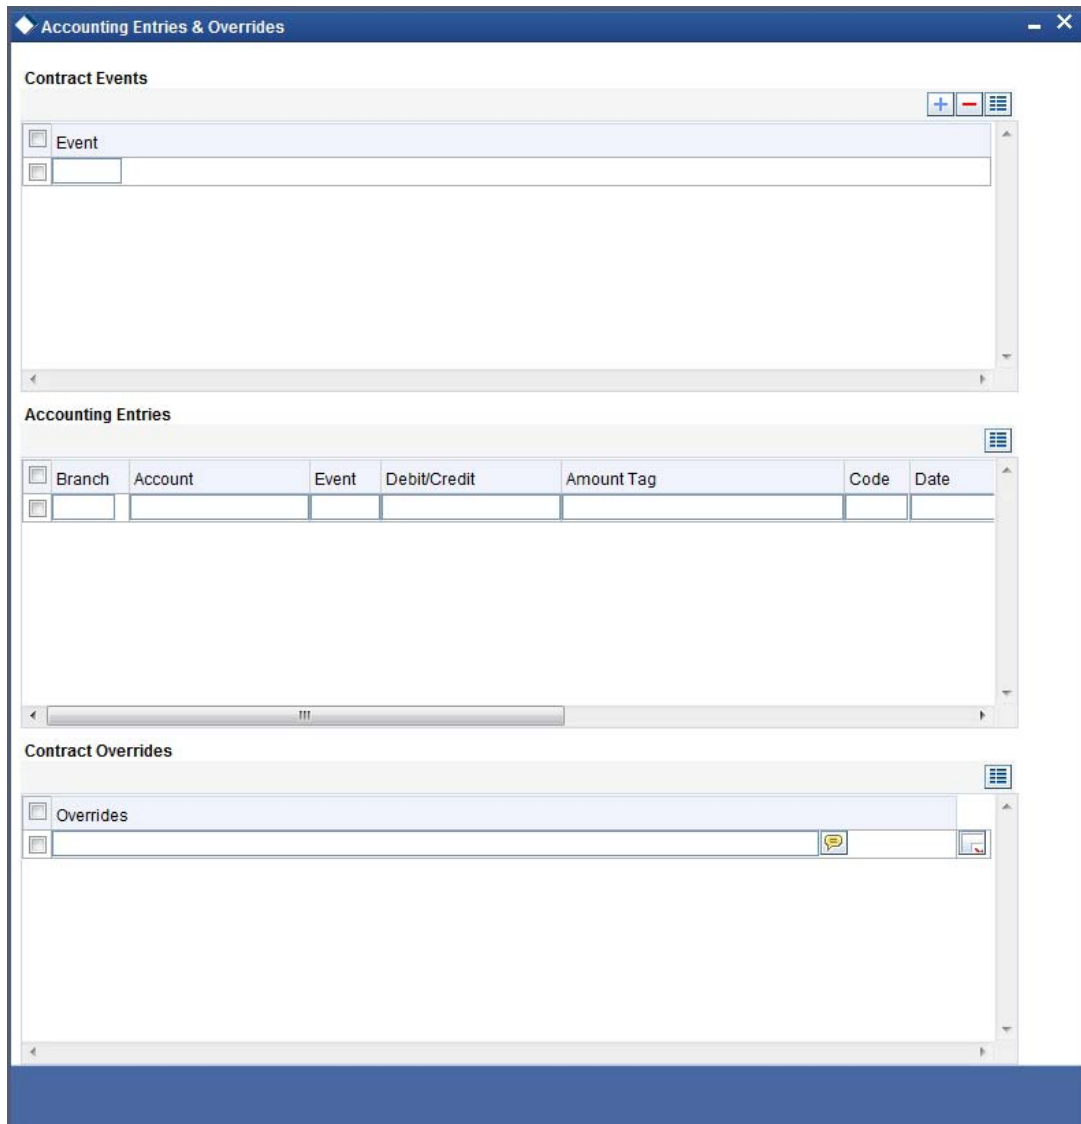 Accounting Entries & Overrides
Contract Events
Event
Accounting Entries
Branch Account Event Debit/Credit Amount Tag Code Date
Contract Overrides
Overrides